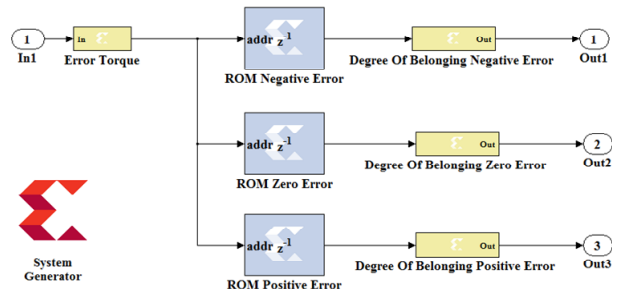 1
In1
In
Error Torque
addr z-1
ROM Negative Error
Out
Degree Of Belonging Negative Error
1
Out1
addr z-1
ROM Zero Error
Out
Degree Of Belonging Zero Error
2
Out2
addr z-1
ROM Positive Error
Out
Degree Of Belonging Positive Error
3
Out3
System
Generator